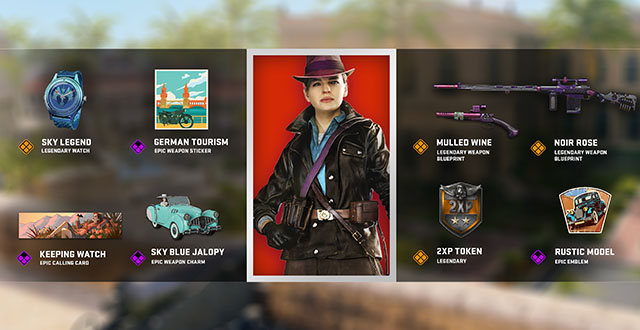 SKY LEGEND
LEGENDARY WATCH
GERMAN TOURISM
EPIC WEAPON STICKER
KEEPING WATCH
EPIC CALLING CARD
SKY BLUE JALOPY
EPIC WEAPON CHARM
MULLED WINE
LEGENDARY WEAPON
BLUEPRINT
NOIR ROSE
LEGENDARY WEAPON
BLUEPRINT
2XP
2XP TOKEN
LEGENDARY
RUSTIC MODEL
EPIC EMBLEM